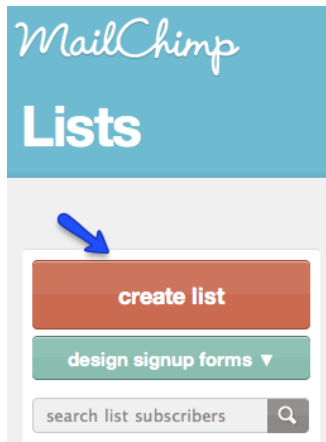 MailChimp
Lists
create list
design signup forms ▼
search list subscribers